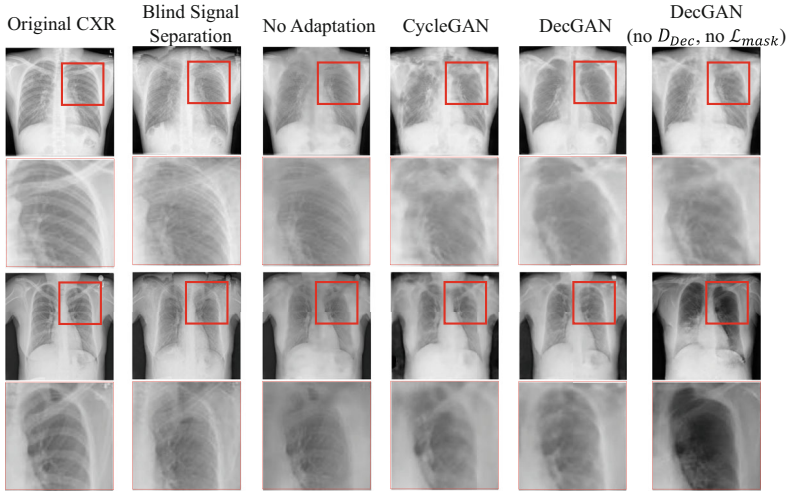 Original CXR
Blind Signal
Separation
No Adaptation
CycleGAN
DecGAN
DecGAN
(no D_Dec, no ℒ_mask)